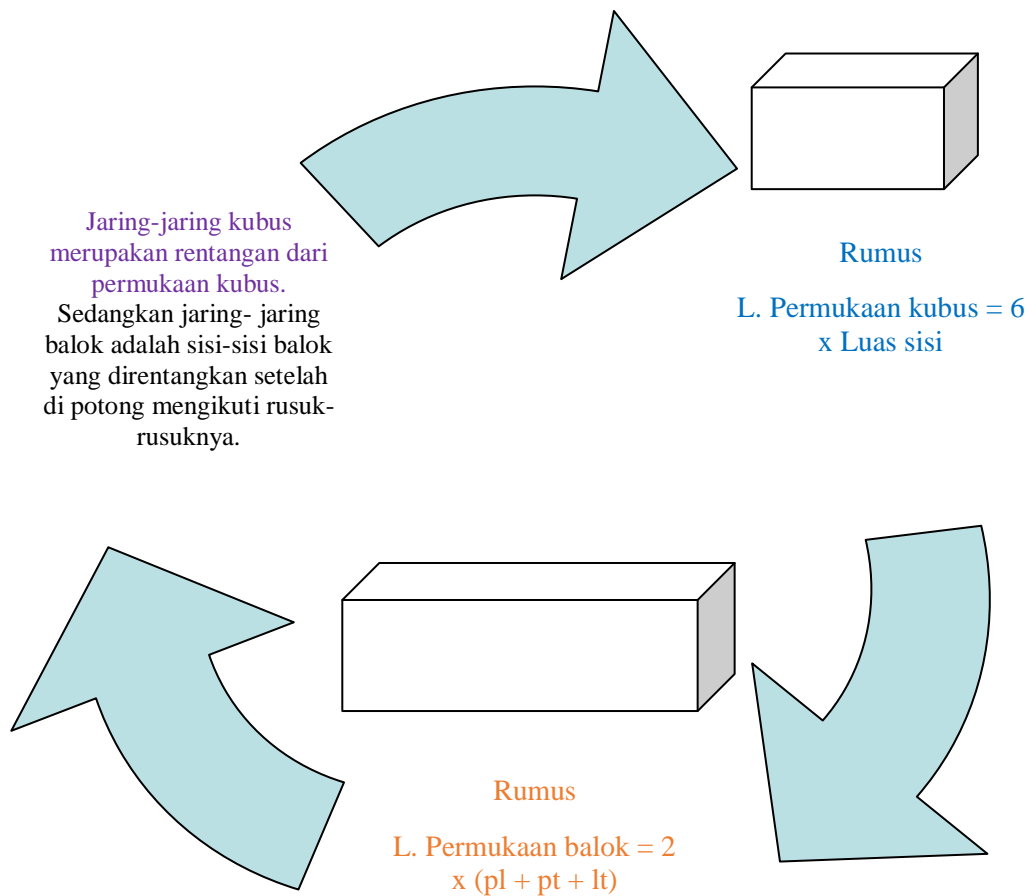 Jaring-jaring kubus
merupakan rentangan dari
permukaan kubus.
Sedangkan jaring- jaring
balok adalah sisi-sisi balok
yang direntangkan setelah
di potong mengikuti rusuk-
rusuknya.
Rumus
L. Permukaan kubus = 6
x Luas sisi
Rumus
L. Permukaan balok = 2
x (pl + pt + lt)